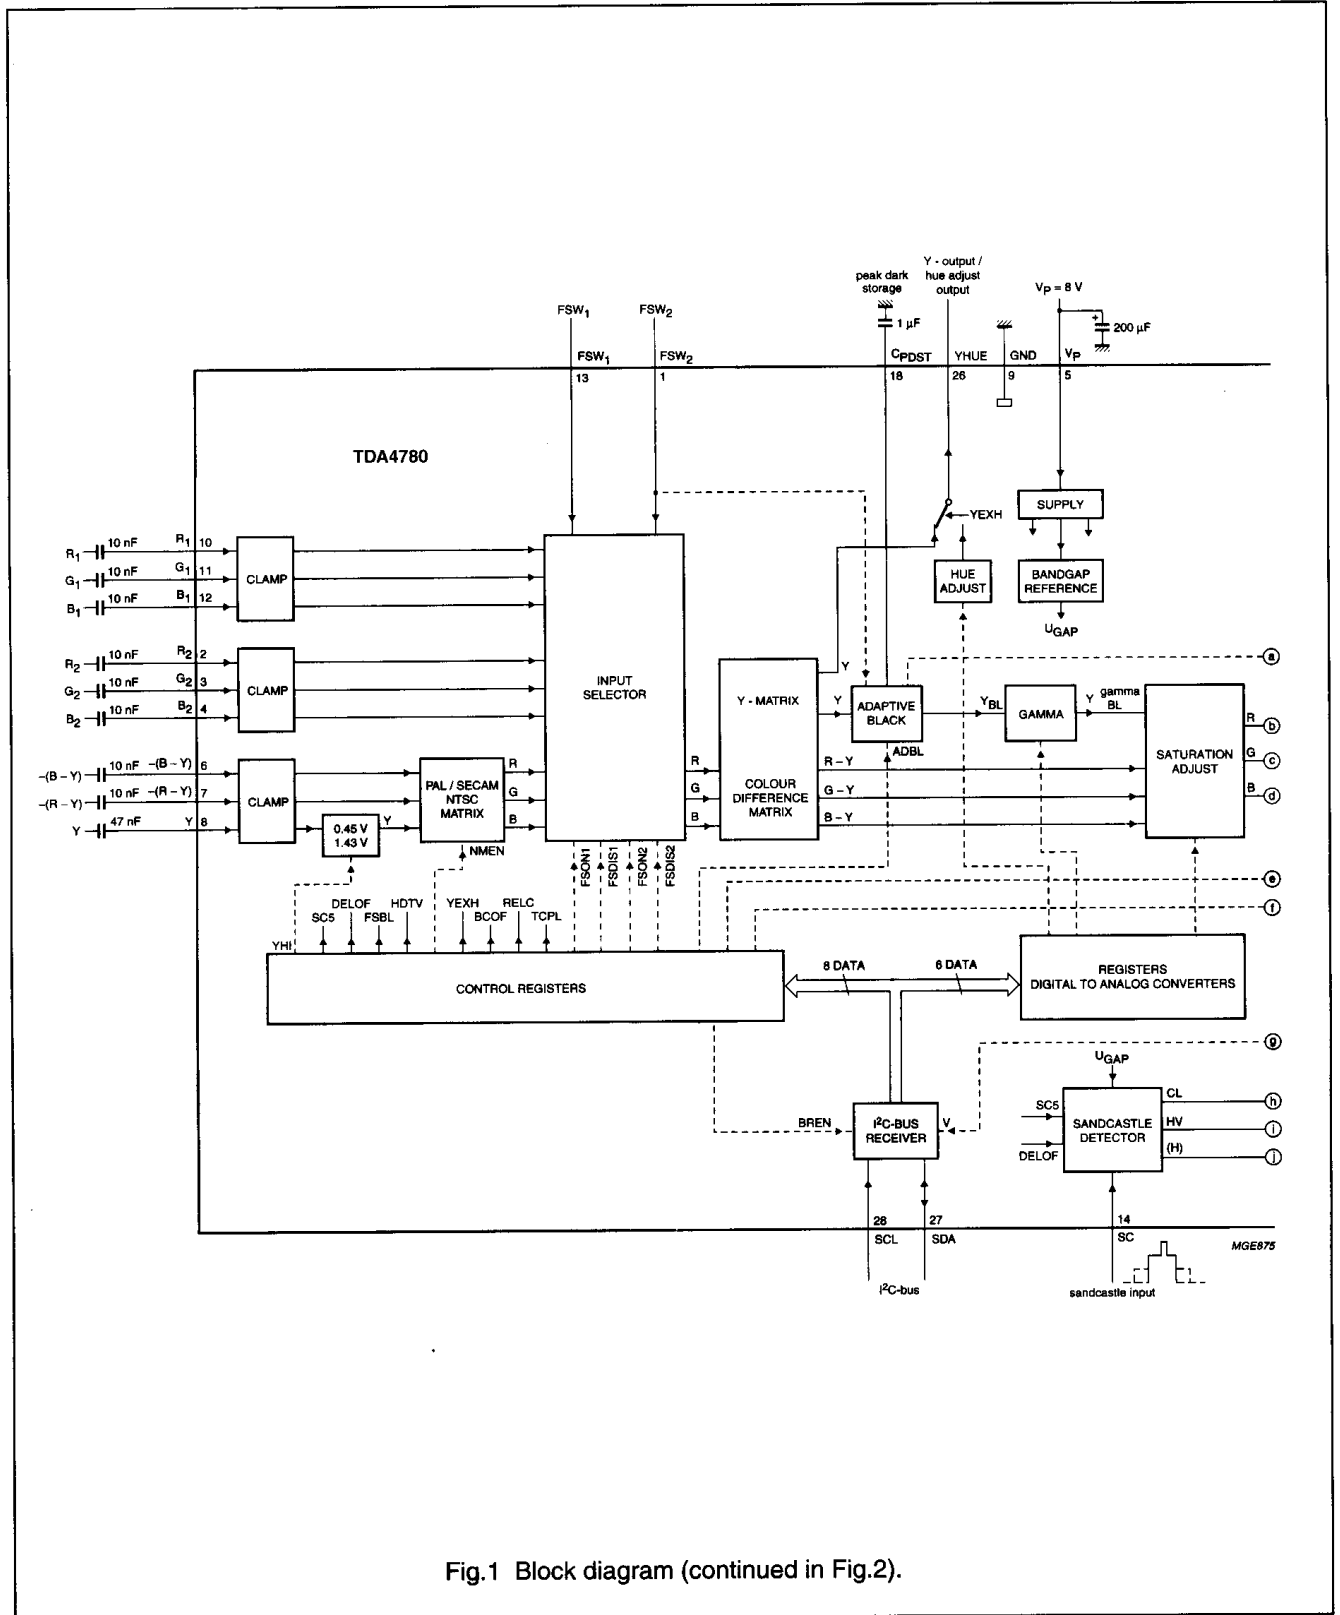 peak dark
storage
Y - output /
hue adjust
output
VP = 8 V
1 µF
+
200 µF
FSW1
FSW2
FSW1
FSW2
CPDST
YHUE
GND
VP
13
1
18
26
9
5
TDA4780
YEXH
SUPPLY
HUE
ADJUST
BANDGAP
REFERENCE
UGAP
R1
10 nF
R1
10
G1
10 nF
G1
11
B1
10 nF
B1
12
CLAMP
R2
10 nF
R2
2
G2
10 nF
G2
3
B2
10 nF
B2
4
CLAMP
-(B - Y)
10 nF
-(B - Y)
6
-(R - Y)
10 nF
-(R - Y)
7
Y
47 nF
Y
8
CLAMP
0.45 V
1.43 V
Y
PAL / SECAM
NTSC
MATRIX
NMEN
R
G
B
INPUT
SELECTOR
R
G
B
Y - MATRIX
COLOUR
DIFFERENCE
MATRIX
Y
Y
ADAPTIVE
BLACK
ADBL
YBL
GAMMA
Y
gamma
BL
R - Y
G - Y
B - Y
SATURATION
ADJUST
R
G
B
a
b
c
d
FSON1
FSDIS1
FSON2
FSDIS2
e
f
YHI
SC5
DELOF
FSBL
HDTV
YEXH
BCOF
RELC
TCPL
CONTROL REGISTERS
8 DATA
6 DATA
REGISTERS
DIGITAL TO ANALOG CONVERTERS
g
BREN
I2C-BUS
RECEIVER
V
UGAP
SC5
DELOF
SANDCASTLE
DETECTOR
CL
HV
(H)
h
i
j
28
27
14
SCL
SDA
SC
MGE875
I2C-bus
sandcastle input
Fig.1 Block diagram (continued in Fig.2).